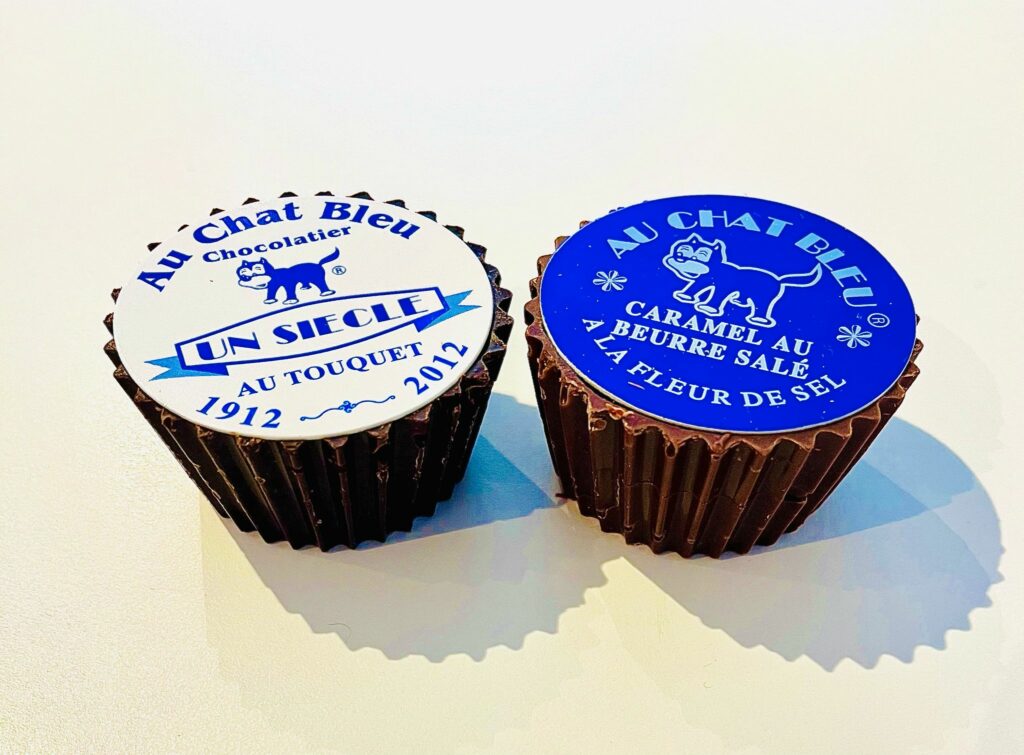 Au Chat Bleu
Chocolatier
®
UN SIECLE
AU TOUQUET
1912 2012
AU CHAT BLEU®
CARAMEL AU
BEURRE SALÉ
A LA FLEUR DE SEL